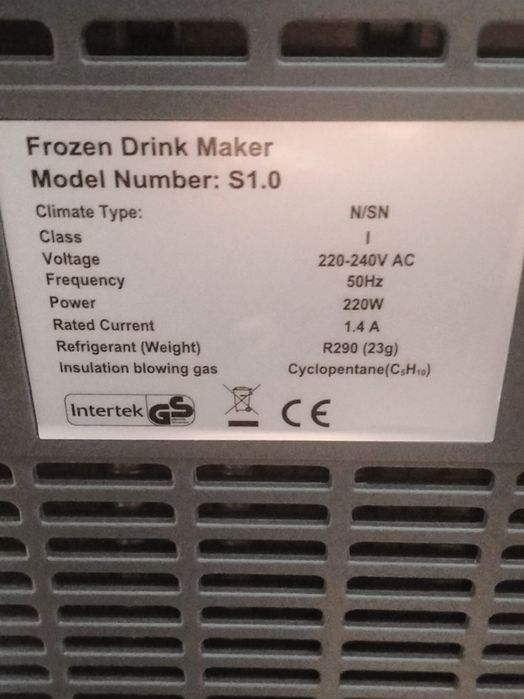 Frozen Drink Maker
Model Number: S1.0
Climate Type: N/SN
Class I
Voltage 220-240V AC
Frequency 50Hz
Power 220W
Rated Current 1.4 A
Refrigerant (Weight) R290 (23g)
Insulation blowing gas Cyclopentane(C₅H₁₀)
Intertek GS CE